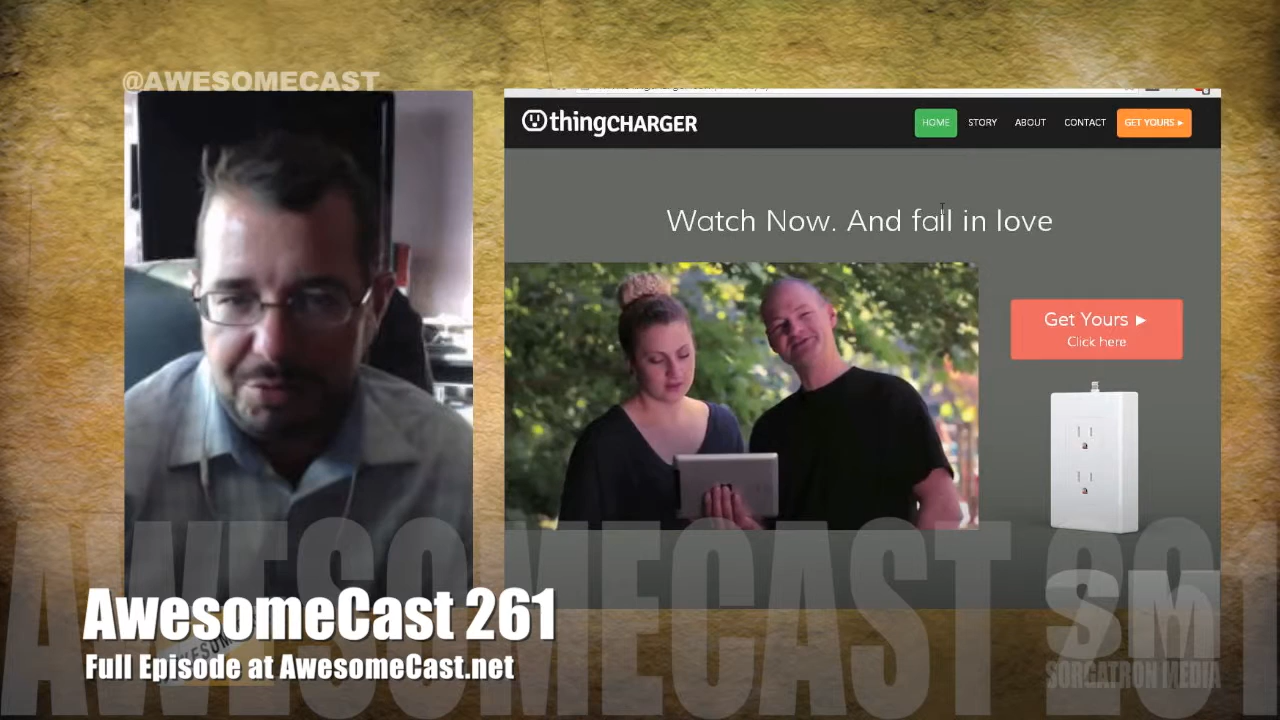 @AWESOMECAST
thingCHARGER
HOME STORY ABOUT CONTACT GET YOURS ►
Watch Now. And fall in love
Get Yours ►
Click here
AWESOMECAST 261
AwesomeCast 261
Full Episode at AwesomeCast.net
SM
SORGATRON MEDIA